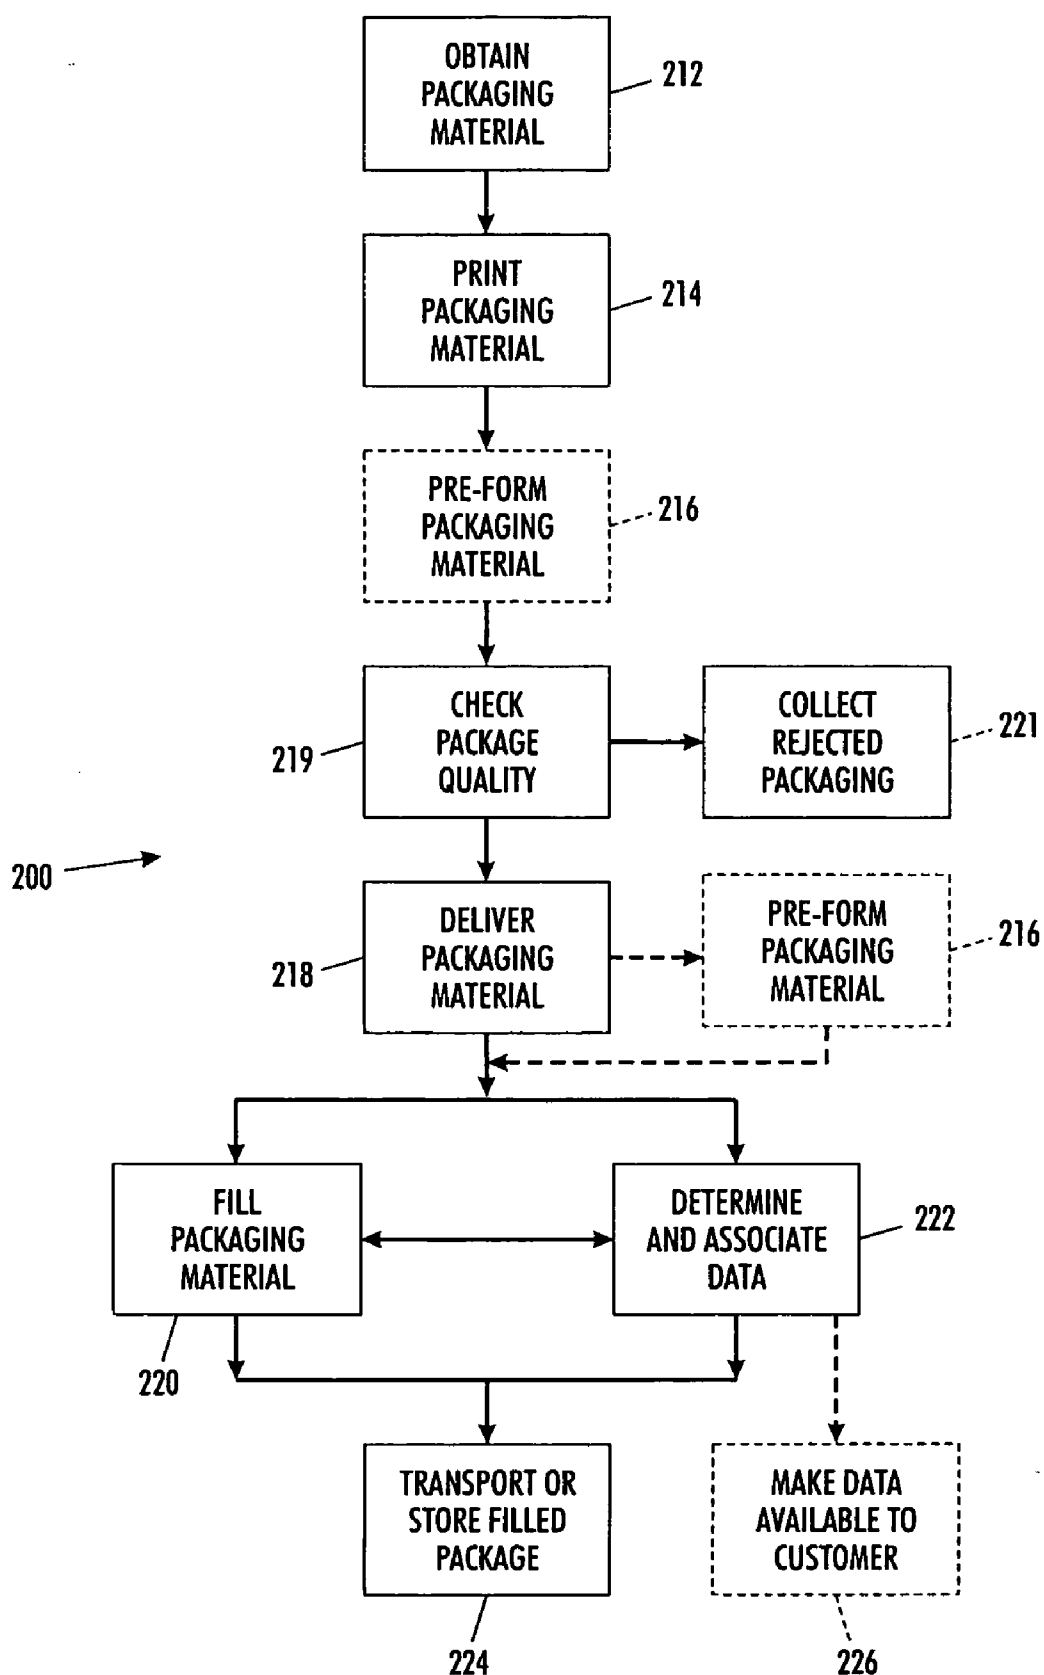 OBTAIN
PACKAGING
MATERIAL
212
PRINT
PACKAGING
MATERIAL
214
PRE-FORM
PACKAGING
MATERIAL
216
CHECK
PACKAGE
QUALITY
219
COLLECT
REJECTED
PACKAGING
221
200
DELIVER
PACKAGING
MATERIAL
218
PRE-FORM
PACKAGING
MATERIAL
216
FILL
PACKAGING
MATERIAL
220
DETERMINE
AND ASSOCIATE
DATA
222
TRANSPORT OR
STORE FILLED
PACKAGE
224
MAKE DATA
AVAILABLE TO
CUSTOMER
226